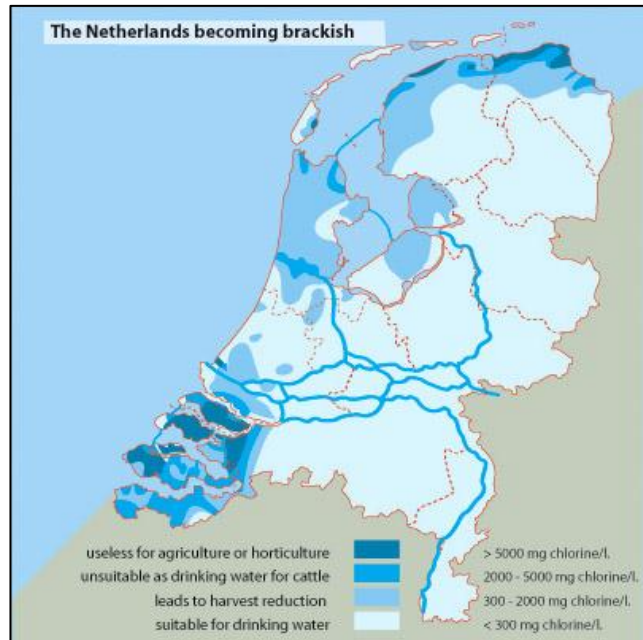 The Netherlands becoming brackish
useless for agriculture or horticulture > 5000 mg chlorine/l.
unsuitable as drinking water for cattle 2000 - 5000 mg chlorine/l.
leads to harvest reduction 300 - 2000 mg chlorine/l.
suitable for drinking water < 300 mg chlorine/l.